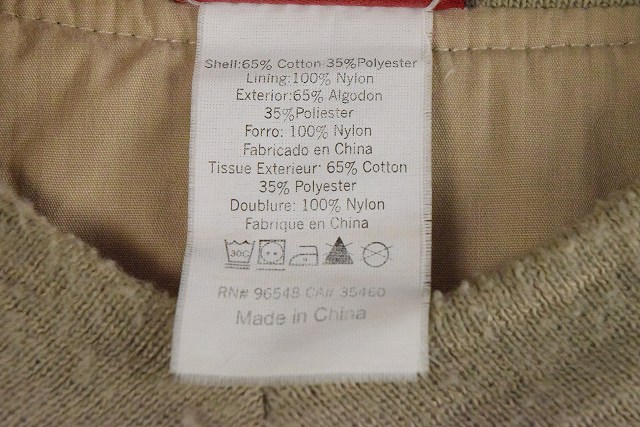 Shell:65% Cotton 35%Polyester
Lining:100% Nylon
Exterior:65% Algodon
35%Poliester
Forro: 100% Nylon
Fabricado en China
Tissue Exterieur: 65% Cotton
35% Polyester
Doublure: 100% Nylon
Fabrique en China
30C
RN# 96548 CA# 35460
Made in China